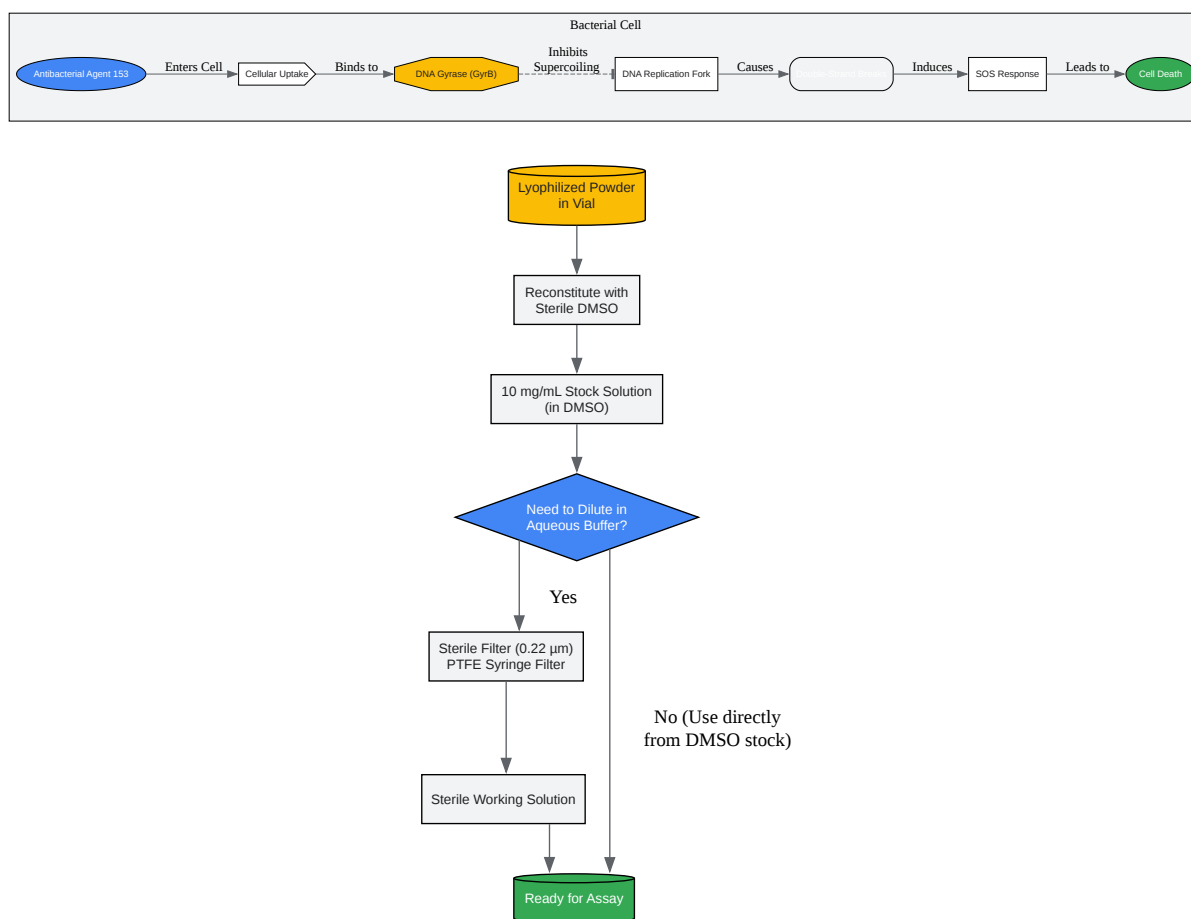 Bacterial Cell
Antibacterial Agent 153
Enters Cell
Cellular Uptake
Binds to
DNA Gyrase (GyrB)
Inhibits
Supercoiling
DNA Replication Fork
Causes
Induces
SOS Response
Leads to
Cell Death
Lyophilized Powder
in Vial
Reconstitute with
Sterile DMSO
10 mg/mL Stock Solution
(in DMSO)
Need to Dilute in
Aqueous Buffer?
Yes
Sterile Filter (0.22 µm)
PTFE Syringe Filter
No (Use directly
from DMSO stock)
Sterile Working Solution
Ready for Assay